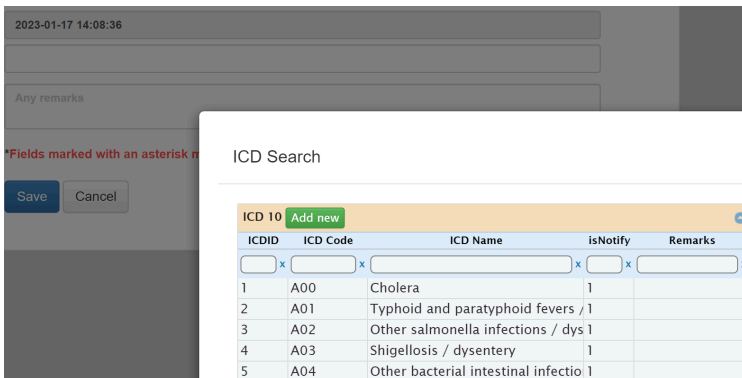 2023-01-17 14:08:36
Any remarks
*Fields marked with an asterisk m
Save Cancel
ICD Search
ICD 10 Add new
ICDID ICD Code ICD Name isNotify Remarks
x x x x
1 A00 Cholera 1
2 A01 Typhoid and paratyphoid fevers / 1
3 A02 Other salmonella infections / dys 1
4 A03 Shigellosis / dysentery 1
5 A04 Other bacterial intestinal infectio 1